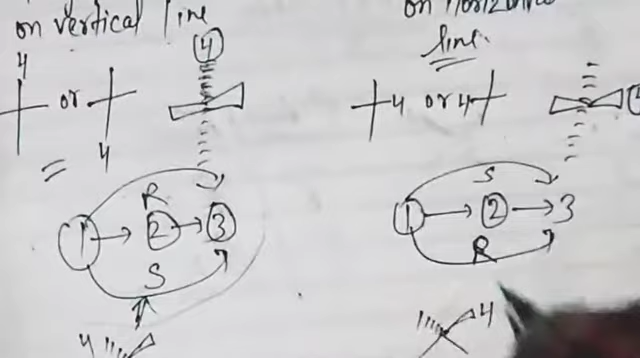 on vertical line
on Horizontal
line.
4
4
or
4
4 or 4
R
1 → 2 → 3
S
4
S
1 → 2 → 3
R
4